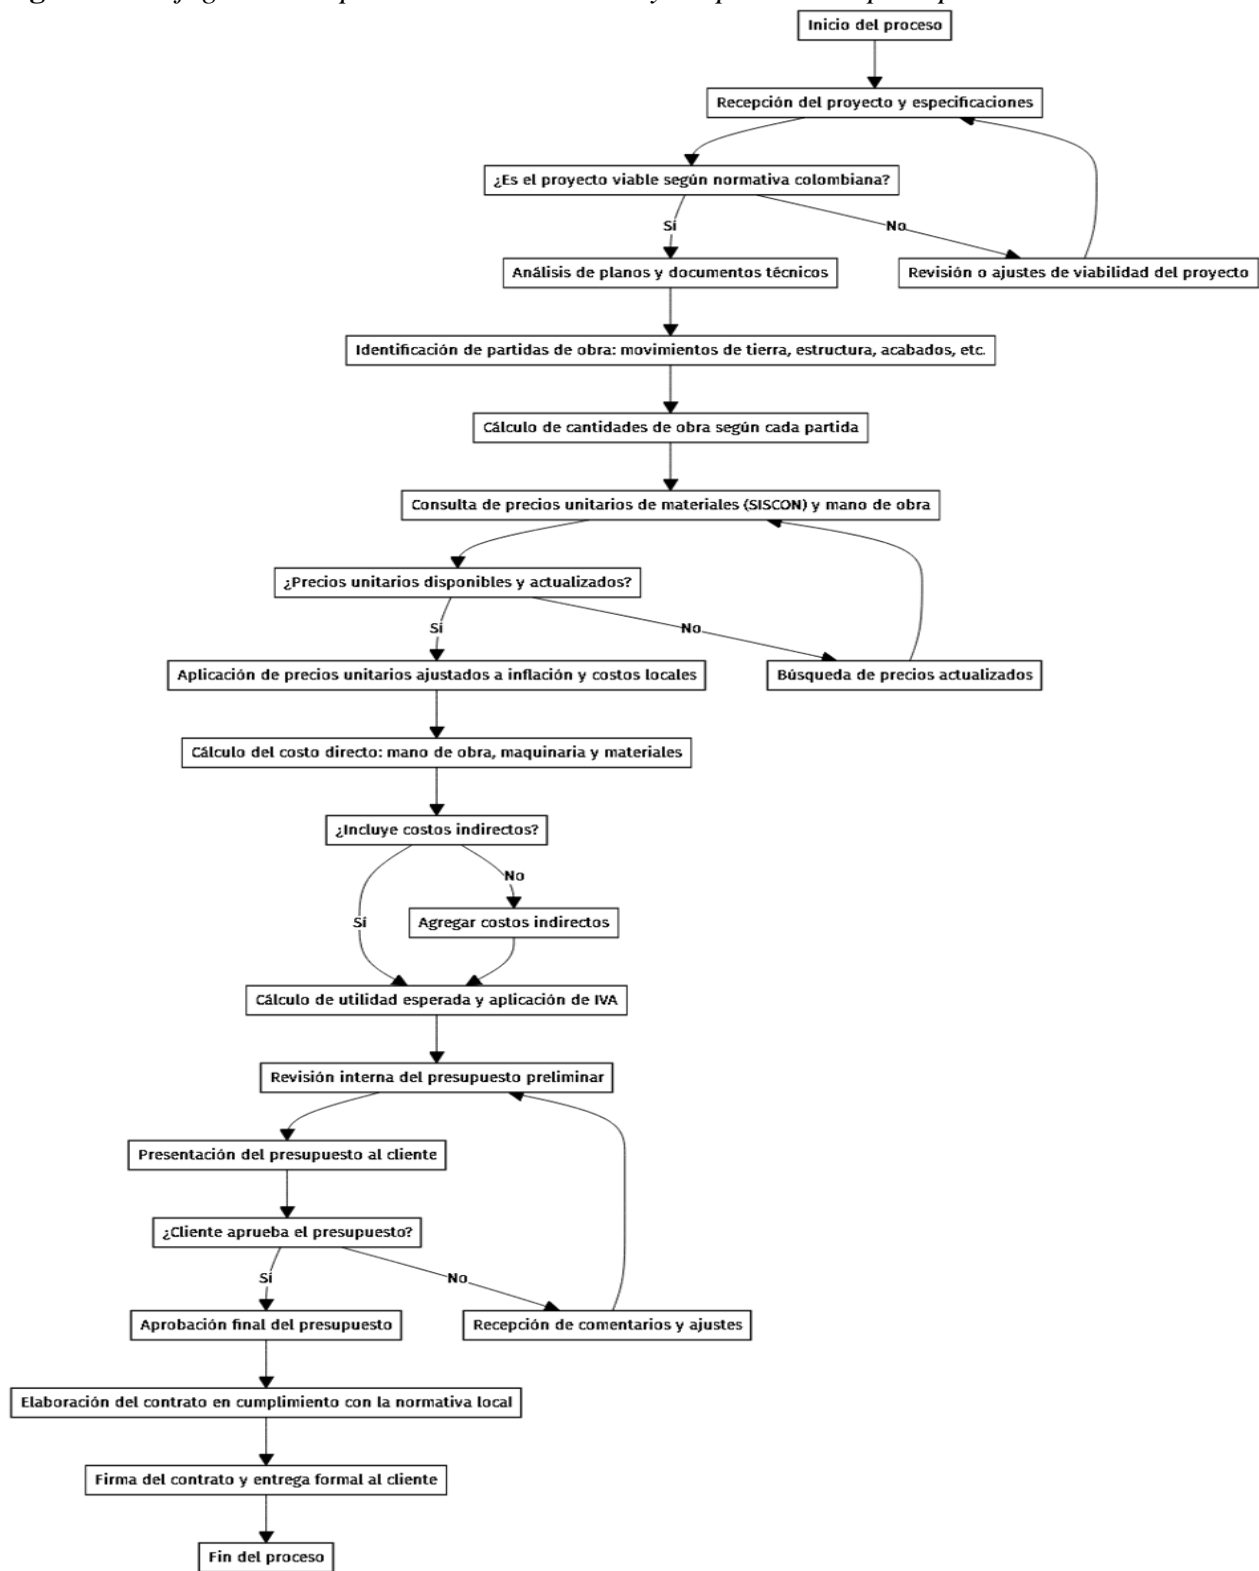 Inicio del proceso
Recepción del proyecto y especificaciones
¿Es el proyecto viable según normativa colombiana?
Sí
No
Análisis de planos y documentos técnicos
Revisión o ajustes de viabilidad del proyecto
Identificación de partidas de obra: movimientos de tierra, estructura, acabados, etc.
Cálculo de cantidades de obra según cada partida
Consulta de precios unitarios de materiales (SISCON) y mano de obra
¿Precios unitarios disponibles y actualizados?
Sí
No
Aplicación de precios unitarios ajustados a inflación y costos locales
Búsqueda de precios actualizados
Cálculo del costo directo: mano de obra, maquinaria y materiales
¿Incluye costos indirectos?
No
Sí
Agregar costos indirectos
Cálculo de utilidad esperada y aplicación de IVA
Revisión interna del presupuesto preliminar
Presentación del presupuesto al cliente
¿Cliente aprueba el presupuesto?
Sí
No
Aprobación final del presupuesto
Recepción de comentarios y ajustes
Elaboración del contrato en cumplimiento con la normativa local
Firma del contrato y entrega formal al cliente
Fin del proceso